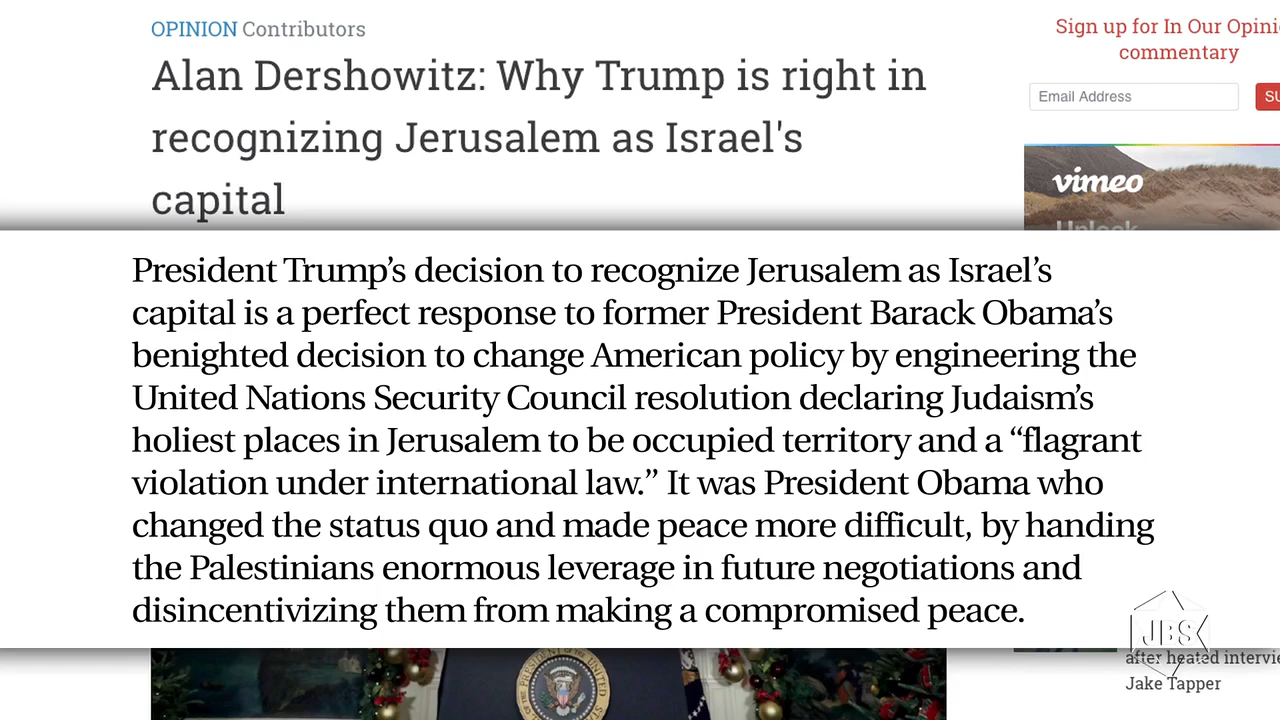 OPINION Contributors
Alan Dershowitz: Why Trump is right in
recognizing Jerusalem as Israel's
capital
Sign up for In Our Opini
commentary
Email Address
SU
vimeo
Unlock
President Trump’s decision to recognize Jerusalem as Israel’s
capital is a perfect response to former President Barack Obama’s
benighted decision to change American policy by engineering the
United Nations Security Council resolution declaring Judaism’s
holiest places in Jerusalem to be occupied territory and a “flagrant
violation under international law.” It was President Obama who
changed the status quo and made peace more difficult, by handing
the Palestinians enormous leverage in future negotiations and
disincentivizing them from making a compromised peace.
JBS
after heated intervie
Jake Tapper